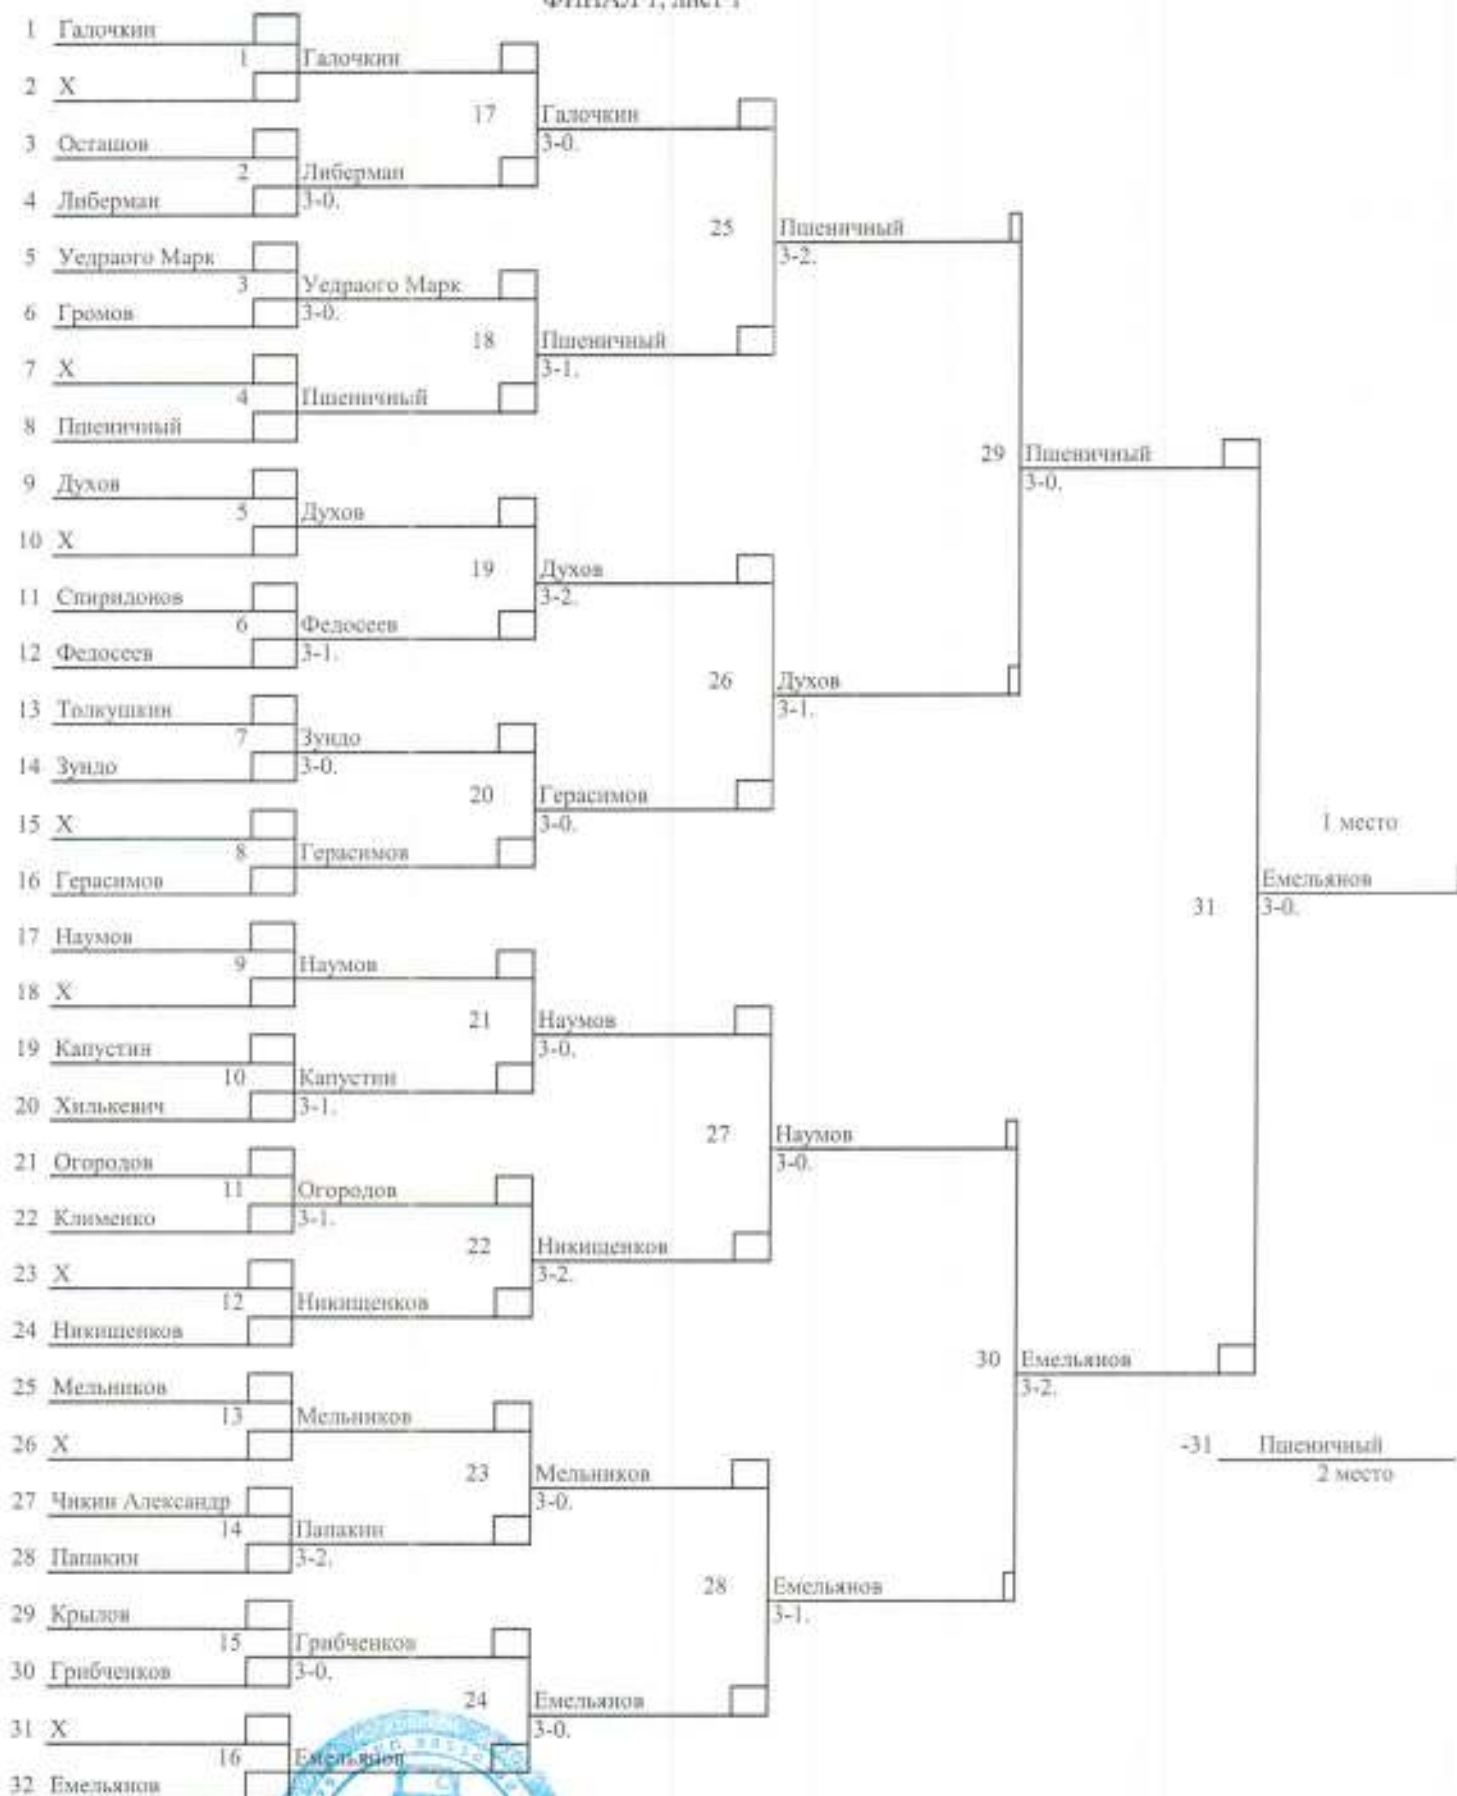 ФИНАЛ 1, лист 1
1 Галочкин
1 Галочкин
2 X
17 Галочкин
3-0.
3 Осташов
2 Либерман
3-0.
4 Либерман
25 Пшеничный
3-2.
5 Уедраого Марк
3 Уедраого Марк
3-0.
6 Громов
18 Пшеничный
3-1.
7 X
4 Пшеничный
8 Пшеничный
29 Пшеничный
3-0.
9 Духов
5 Духов
10 X
19 Духов
3-2.
11 Спиридонов
6 Федосеев
3-1.
12 Федосеев
26 Духов
3-1.
13 Толкушкин
7 Зундо
3-0.
14 Зундо
20 Герасимов
3-0.
15 X
8 Герасимов
16 Герасимов
1 место
31 Емельянов
3-0.
17 Наумов
9 Наумов
18 X
21 Наумов
3-0.
19 Капустин
10 Капустин
3-1.
20 Хилькевич
27 Наумов
3-0.
21 Огородов
11 Огородов
3-1.
22 Клименко
22 Никищенков
3-2.
23 X
12 Никищенков
24 Никищенков
30 Емельянов
3-2.
25 Мельников
13 Мельников
26 X
-31 Пшеничный
2 место
23 Мельников
3-0.
27 Чикин Александр
14 Папакин
3-2.
28 Папакин
28 Емельянов
3-1.
29 Крылов
15 Грибченков
3-0.
30 Грибченков
24 Емельянов
3-0.
31 X
16 Емельянов
32 Емельянов